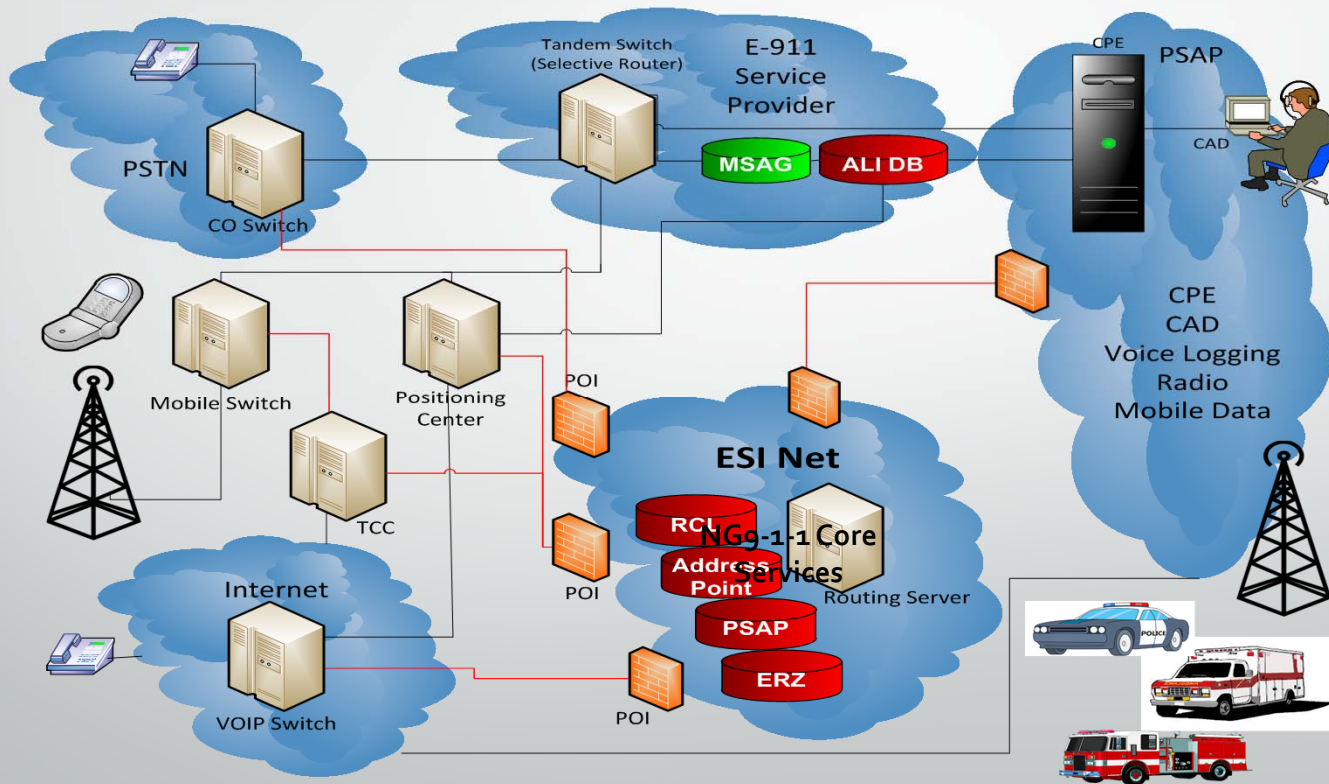 Tandem Switch
(Selective Router)
E-911
Service
Provider
CPE
PSAP
PSTN
MSAG
ALI DB
CAD
CO Switch
CPE
CAD
Voice Logging
Radio
Mobile Data
Mobile Switch
Positioning
Center
POI
ESI Net
TCC
RCL
NG9-1-1 Core
Services
Address
Point
POI
Routing Server
Internet
PSAP
POLICE
ERZ
VOIP Switch
POI